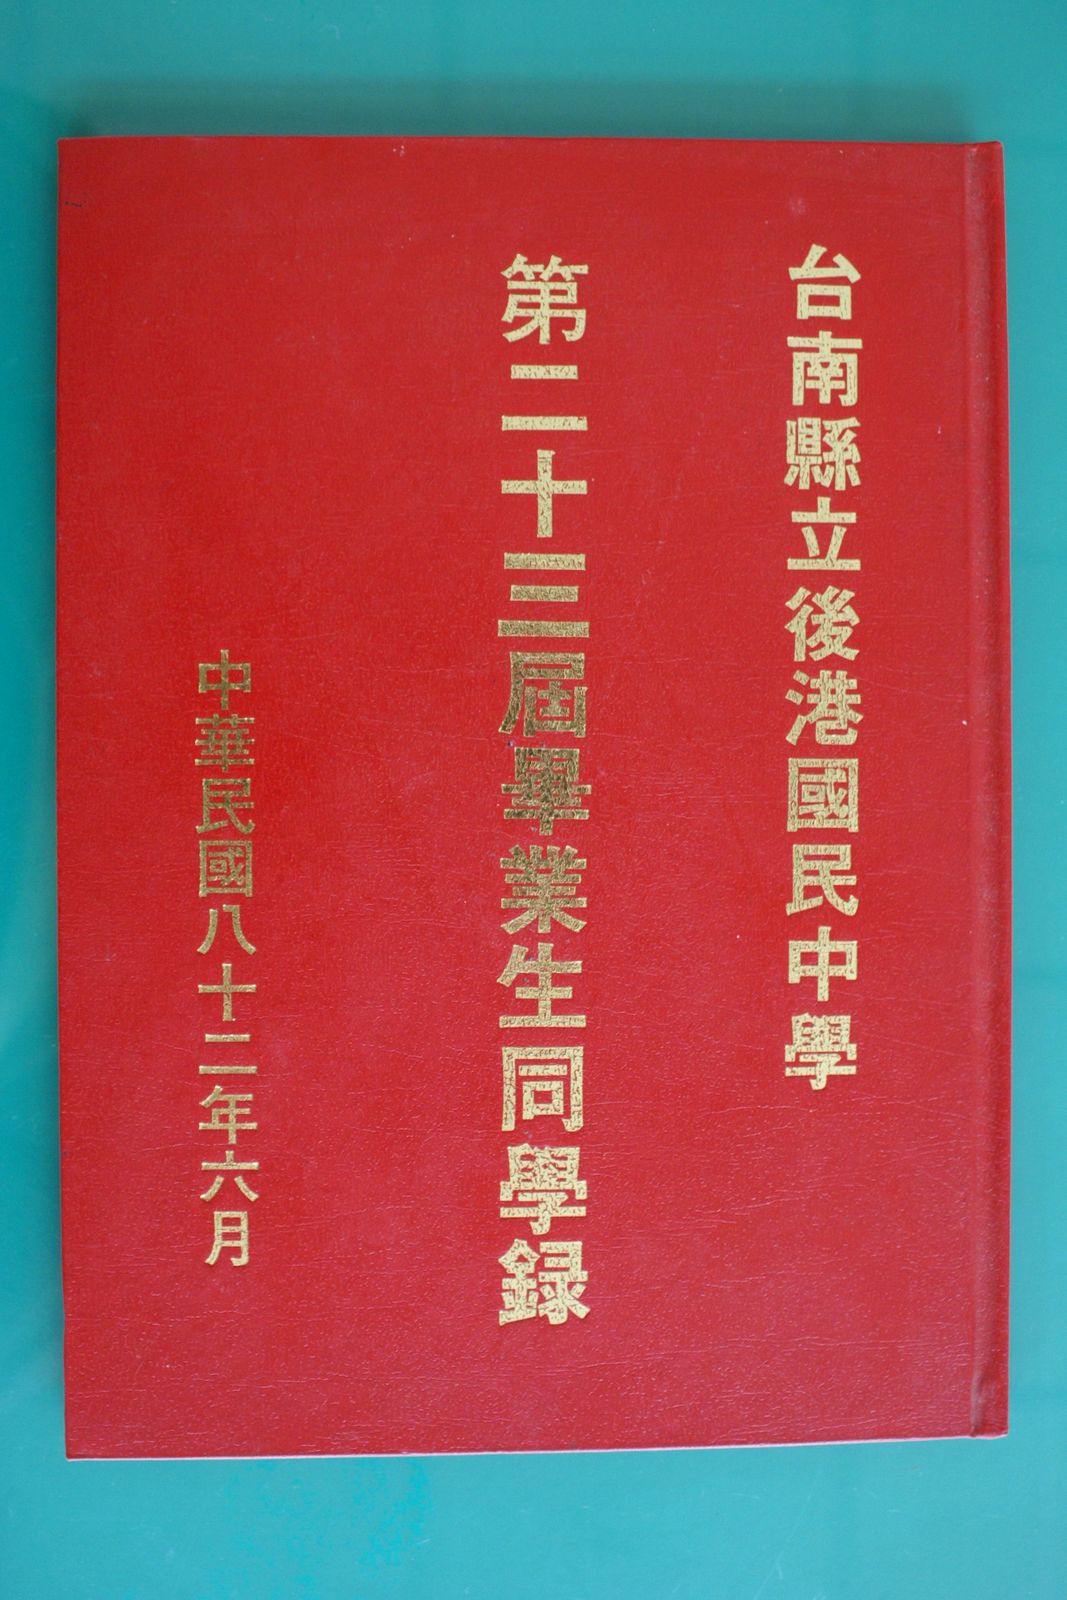 台南縣立後港國民中學
第二十三屆畢業生同學録
中華民國八十二年六月